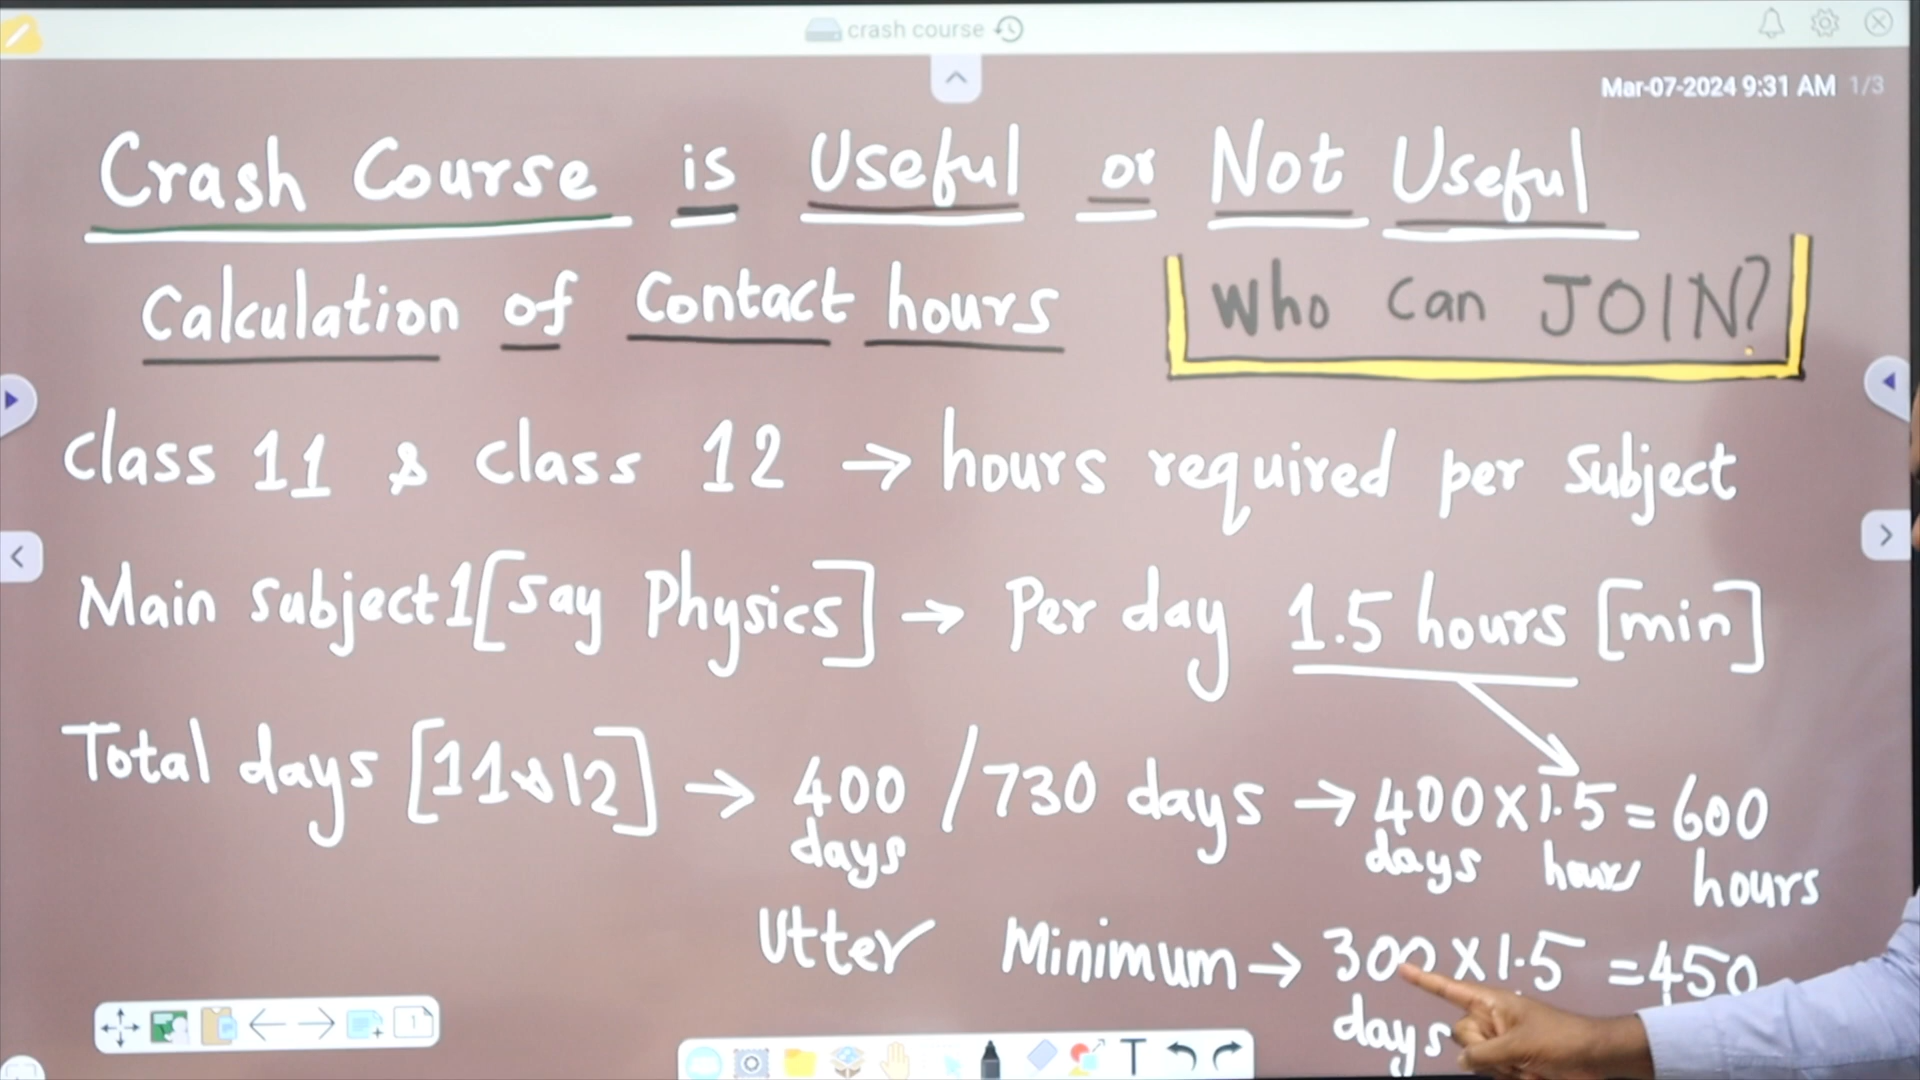 crash course
Mar-07-2024 9:31 AM 1/3
Crash Course is Useful or Not Useful
Calculation of Contact hours
Who can JOIN?
class 11 & class 12 → hours required per subject
Main subject1[say Physics] → Per day 1.5 hours [min]
Total days [11&12] → 400 days / 730 days → 400 days x 1.5 hours = 600 hours
Utter Minimum → 300 days x 1.5 = 450
1
T